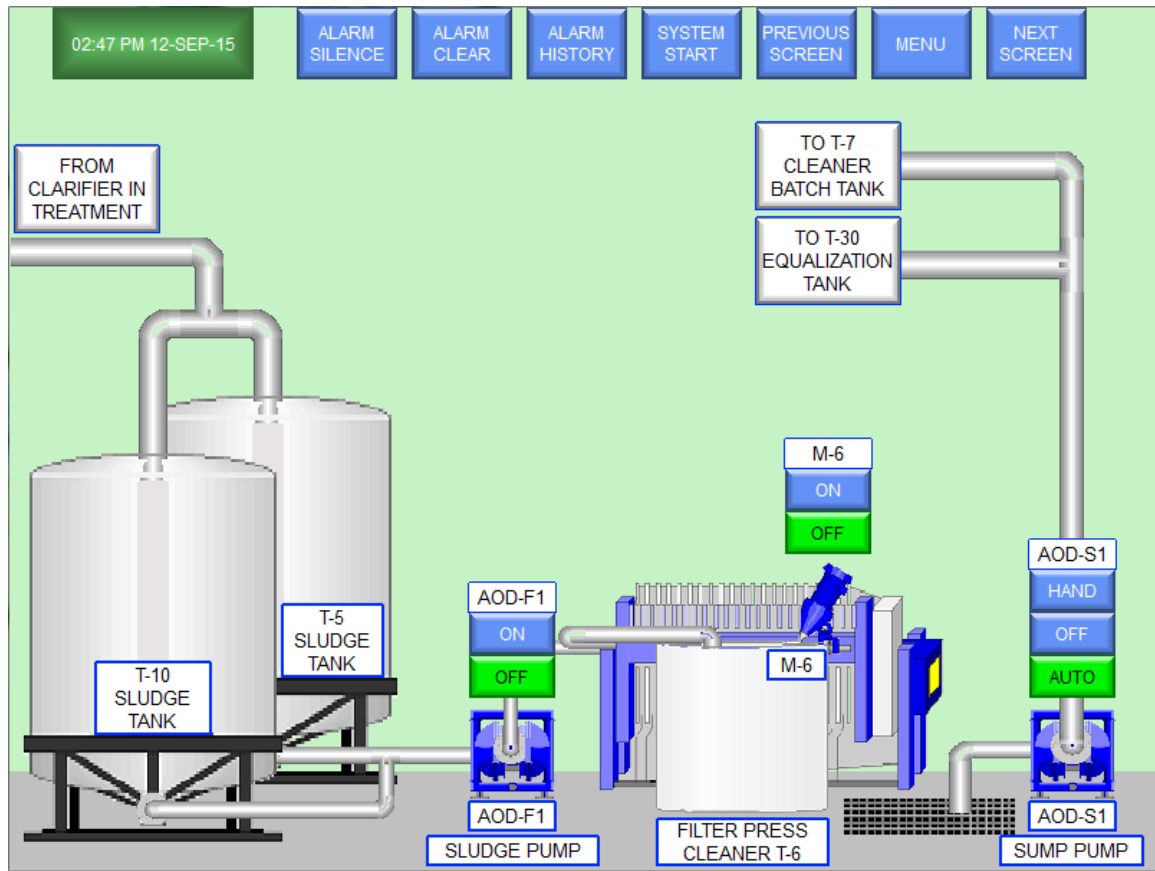 02:47 PM 12-SEP-15
ALARM
SILENCE
ALARM
CLEAR
ALARM
HISTORY
SYSTEM
START
PREVIOUS
SCREEN
MENU
NEXT
SCREEN
FROM
CLARIFIER IN
TREATMENT
TO T-7
CLEANER
BATCH TANK
TO T-30
EQUALIZATION
TANK
M-6
ON
OFF
AOD-S1
HAND
OFF
AUTO
AOD-F1
ON
OFF
T-5
SLUDGE
TANK
T-10
SLUDGE
TANK
M-6
AOD-F1
SLUDGE PUMP
FILTER PRESS
CLEANER T-6
AOD-S1
SUMP PUMP